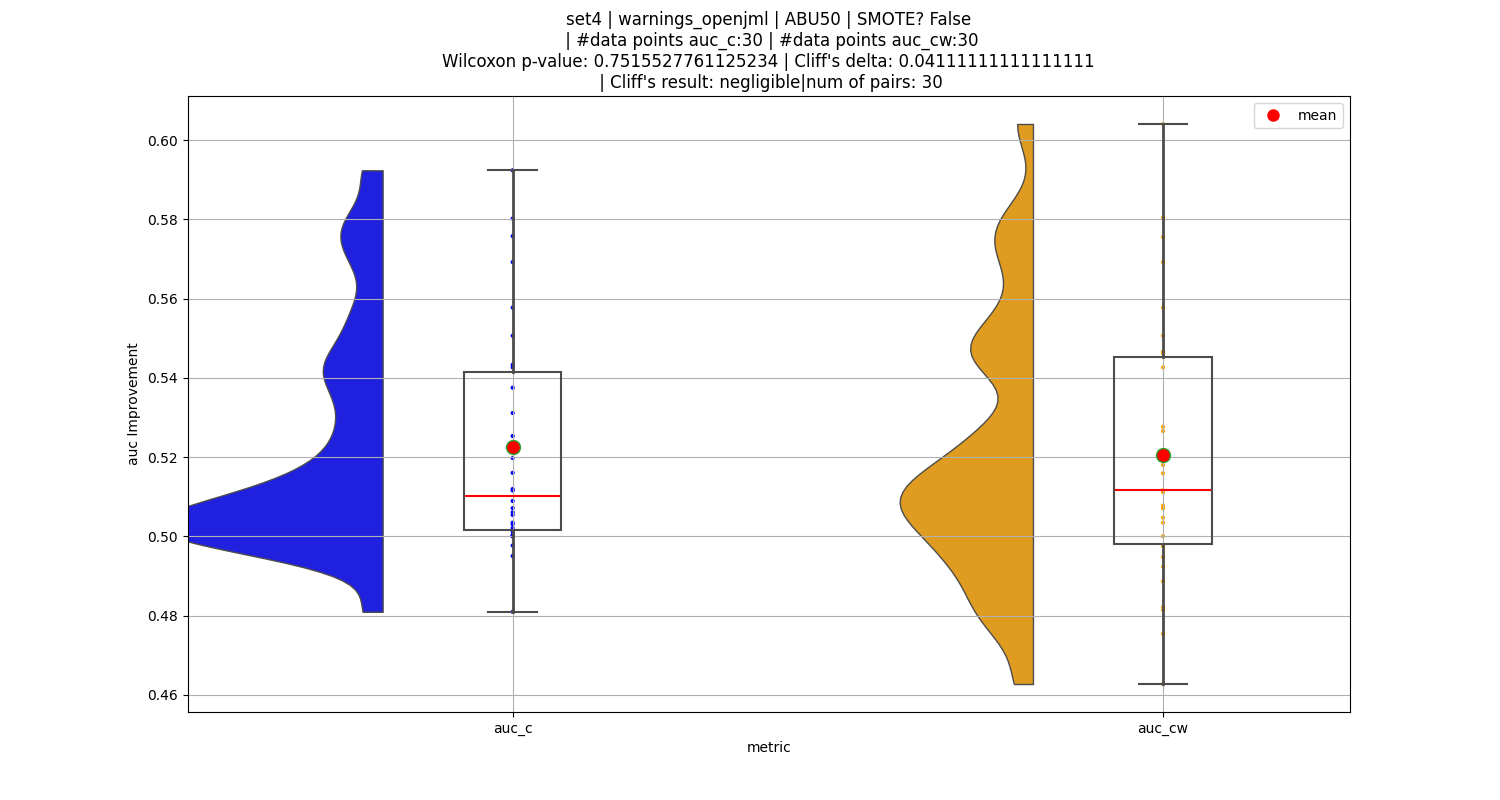 set4 | warnings_openjml | ABU50 | SMOTE? False
| #data points auc_c:30 | #data points auc_cw:30
Wilcoxon p-value: 0.7515527761125234 | Cliff's delta: 0.04111111111111111
| Cliff's result: negligible|num of pairs: 30
mean
0.60
0.58
0.56
0.54
0.52
0.50
0.48
0.46
auc Improvement
auc_c
auc_cw
metric